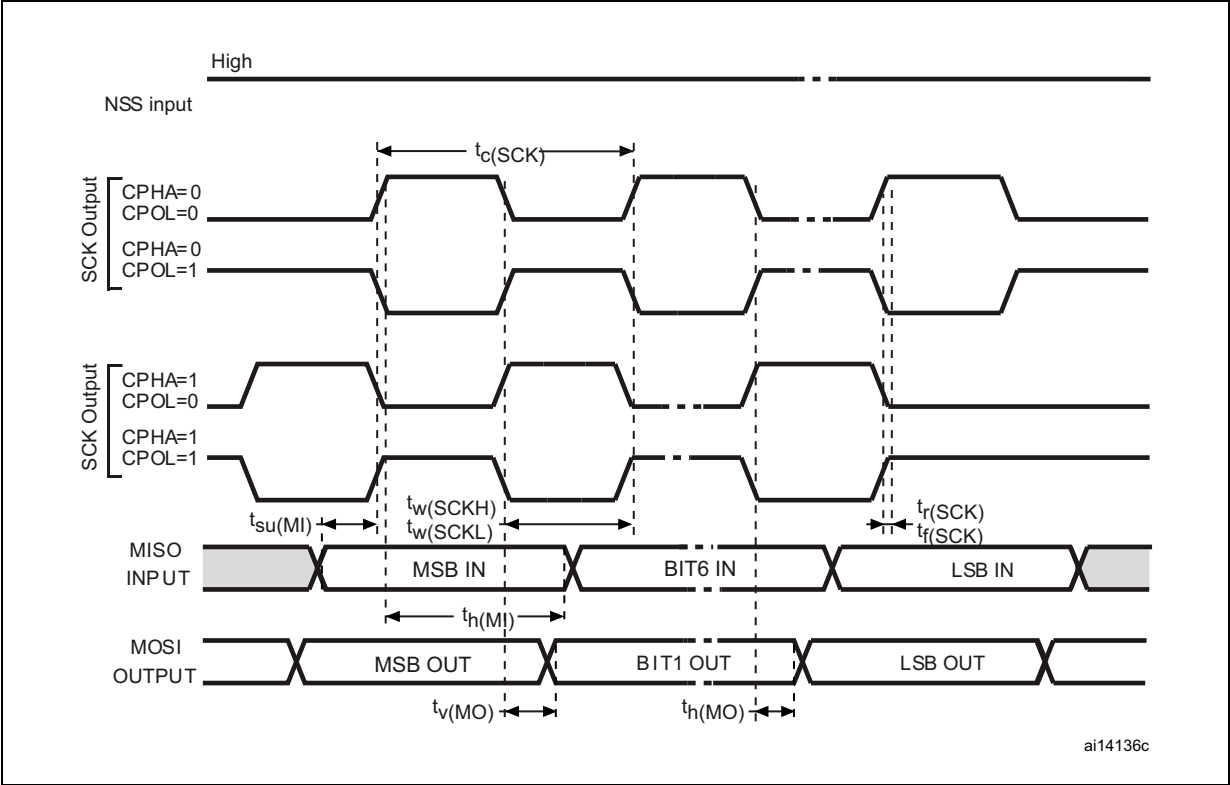 High
NSS input
tc(SCK)
SCK Output
CPHA=0
CPOL=0
CPHA=0
CPOL=1
SCK Output
CPHA=1
CPOL=0
CPHA=1
CPOL=1
tsu(MI)
tw(SCKH)
tw(SCKL)
tr(SCK)
tf(SCK)
MISO
INPUT
MSB IN
BIT6 IN
LSB IN
th(MI)
MOSI
OUTPUT
MSB OUT
BIT1 OUT
LSB OUT
tv(MO)
th(MO)
ai14136c